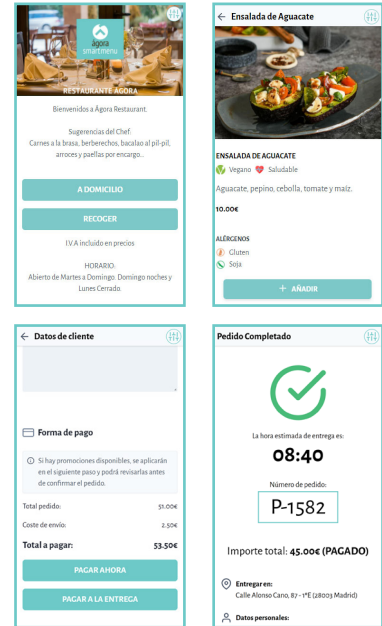 ágora
smartmenu
RESTAURANTE ÁGORA
Bienvenidos a Ágora Restaurant.
Sugerencias del Chef:
Carnes a la brasa, berberechos, bacalao al pil-pil,
arroces y paellas por encargo..
A DOMICILIO
RECOGER
I.V.A incluido en precios
HORARIO:
Abierto de Martes a Domingo. Domingo noches y
Lunes Cerrado.
← Ensalada de Aguacate
ENSALADA DE AGUACATE
Vegano Saludable
Aguacate, pepino, cebolla, tomate y maíz.
10.00€
ALÉRGENOS
Gluten
Soja
+ AÑADIR
← Datos de cliente
Forma de pago
Si hay promociones disponibles, se aplicarán
en el siguiente paso y podrá revisarlas antes
de confirmar el pedido.
Total pedido: 51.00€
Coste de envío: 2.50€
Total a pagar: 53.50€
PAGAR AHORA
PAGAR A LA ENTREGA
Pedido Completado
La hora estimada de entrega es:
08:40
Número de pedido:
P-1582
Importe total: 45.00€ (PAGADO)
Entregar en:
Calle Alonso Cano, 87 - 1ºE (28003 Madrid)
Datos personales: